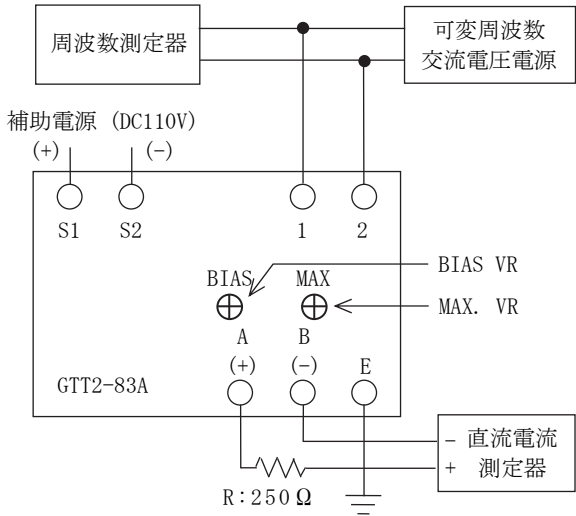 周波数測定器
可変周波数
交流電圧電源
補助電源 (DC110V)
(+) (-)
S1 S2 1 2
BIAS MAX
BIAS VR
MAX. VR
A B
(+) (-) E
GTT2-83A
- 直流電流
+ 測定器
R:250Ω